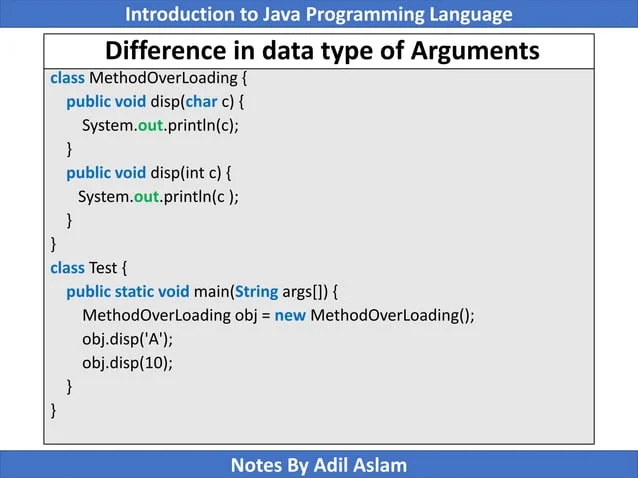 Introduction to Java Programming Language
Difference in data type of Arguments
class MethodOverLoading {
public void disp(char c) {
System.out.println(c);
}
public void disp(int c) {
System.out.println(c );
}
}
class Test {
public static void main(String args[]) {
MethodOverLoading obj = new MethodOverLoading();
obj.disp('A');
obj.disp(10);
}
}
Notes By Adil Aslam